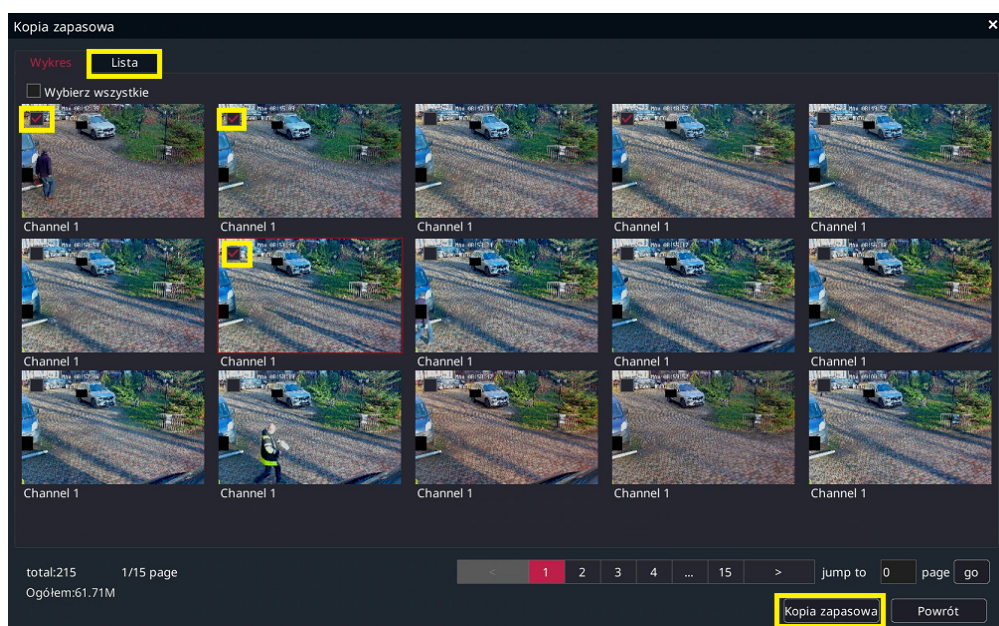 Kopia zapasowa ×
Wykres Lista
Wybierz wszystkie
Channel 1 Channel 1 Channel 1 Channel 1 Channel 1
Channel 1 Channel 1 Channel 1 Channel 1 Channel 1
Channel 1 Channel 1 Channel 1 Channel 1 Channel 1
total:215 1/15 page < 1 2 3 4 ... 15 > jump to 0 page go
Ogółem:61.71M
Kopia zapasowa Powrót